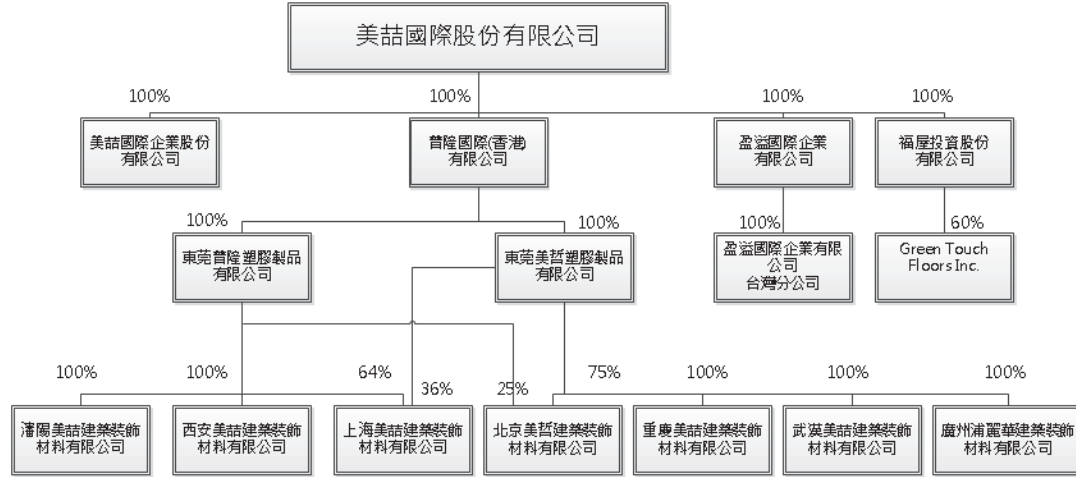 美喆國際股份有限公司
100%
100%
100%
100%
美喆國際企業股份
有限公司
普隆國際(香港)
有限公司
盈溢國際企業
有限公司
福屋投資股份
有限公司
100%
100%
100%
60%
東莞普隆塑膠製品
有限公司
東莞美哲塑膠製品
有限公司
盈溢國際企業有限
公司
台灣分公司
Green Touch
Floors Inc.
100%
100%
64%
36%
25%
75%
100%
100%
100%
瀋陽美喆建築裝飾
材料有限公司
西安美喆建築裝飾
材料有限公司
上海美喆建築裝飾
材料有限公司
北京美哲建築裝飾
材料有限公司
重慶美喆建築裝飾
材料有限公司
武漢美喆建築裝飾
材料有限公司
廣州浦麗華建築裝飾
材料有限公司